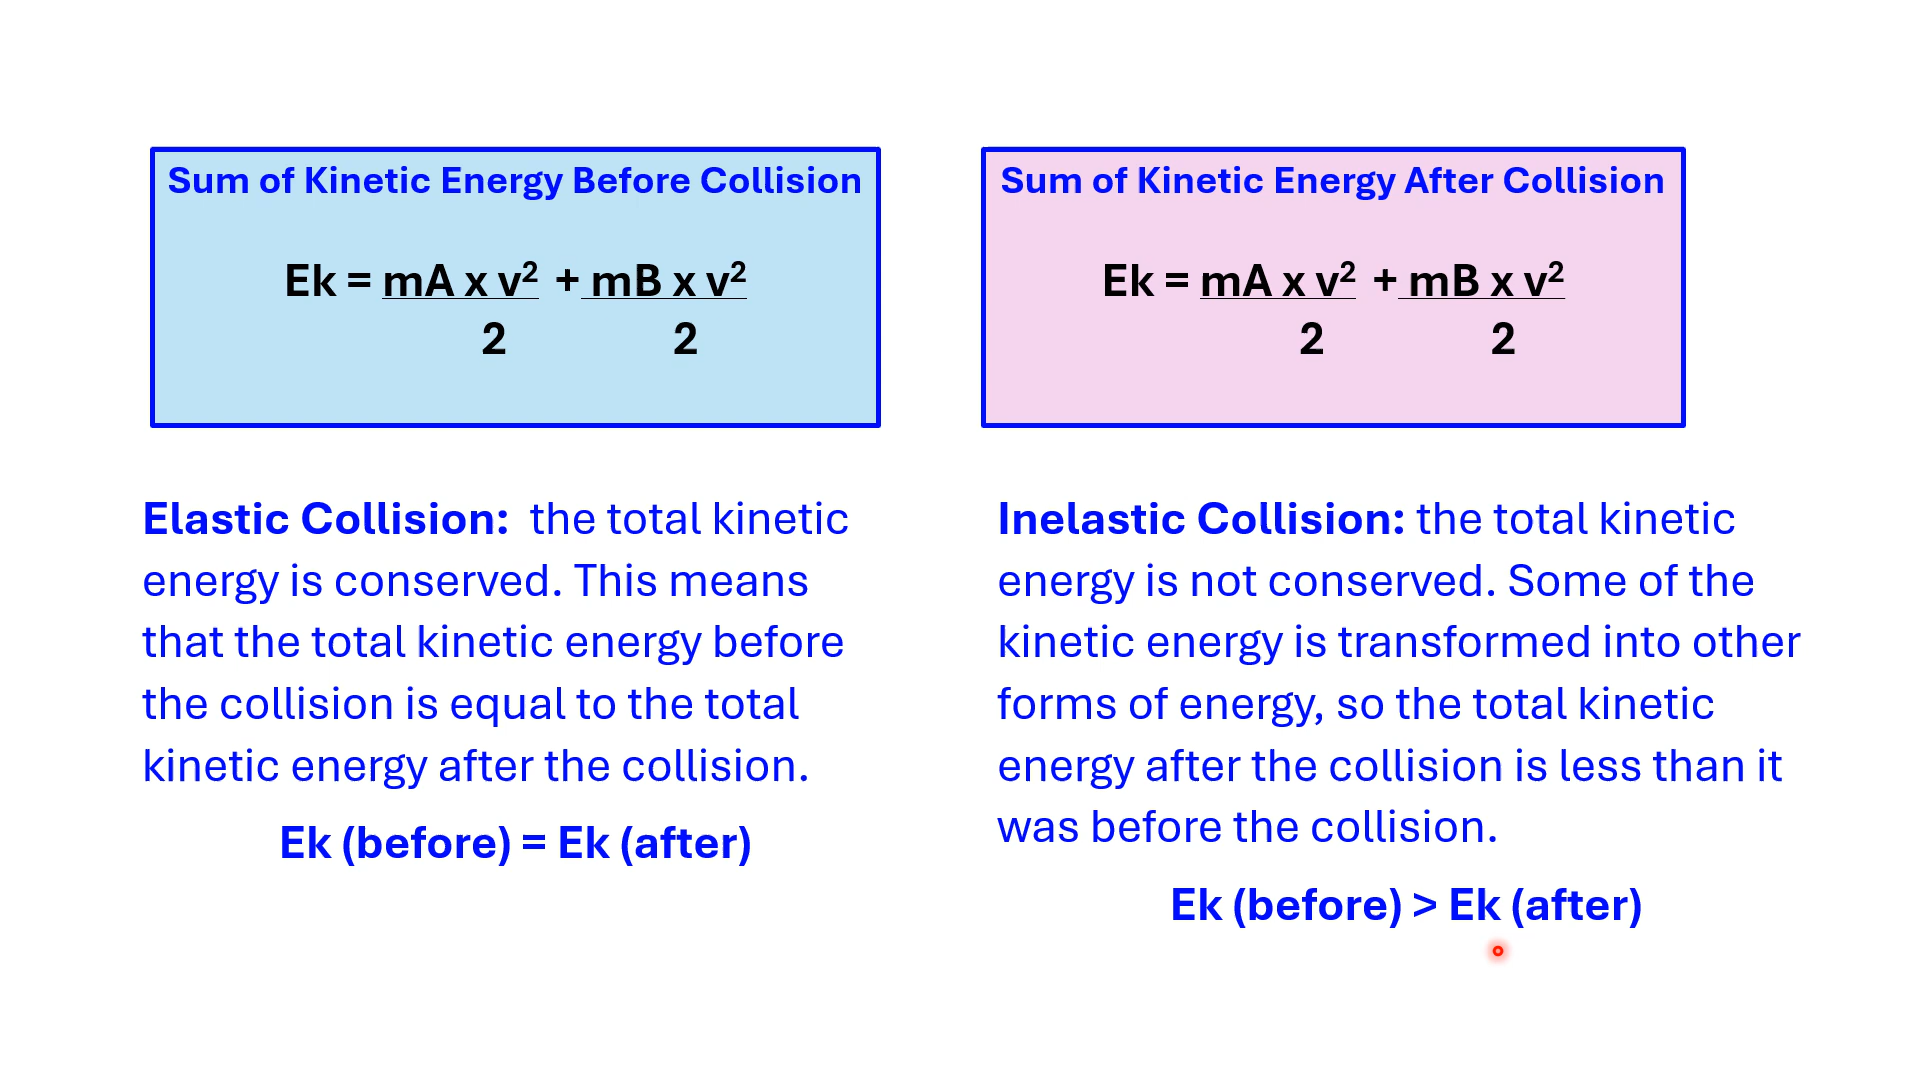 Sum of Kinetic Energy Before Collision
Ek = mA x v² + mB x v²
2 2
Sum of Kinetic Energy After Collision
Ek = mA x v² + mB x v²
2 2
Elastic Collision: the total kinetic
energy is conserved. This means
that the total kinetic energy before
the collision is equal to the total
kinetic energy after the collision.
Ek (before) = Ek (after)
Inelastic Collision: the total kinetic
energy is not conserved. Some of the
kinetic energy is transformed into other
forms of energy, so the total kinetic
energy after the collision is less than it
was before the collision.
Ek (before) > Ek (after)